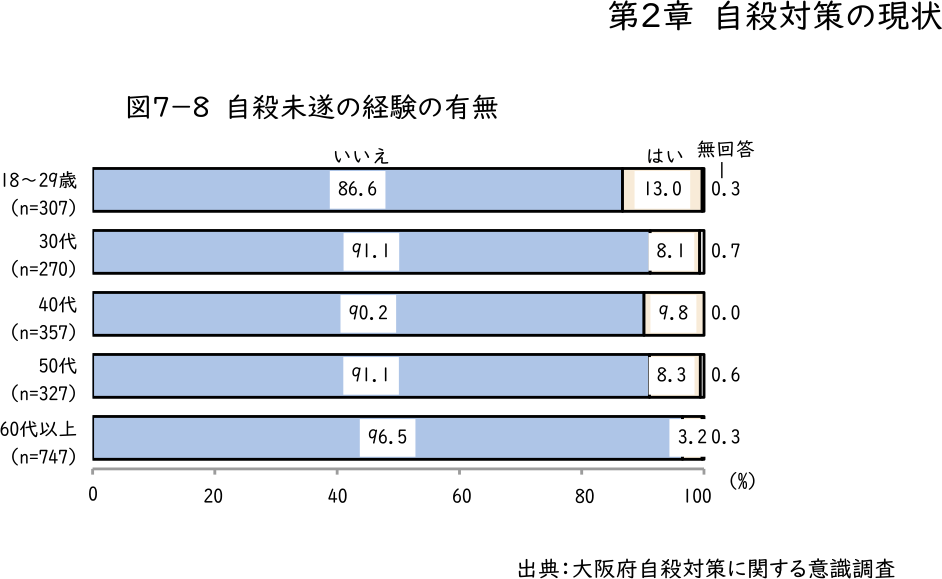 第2章 自殺対策の現状
図7-8 自殺未遂の経験の有無
いいえ はい 無回答
18～29歳 86.6 13.0 0.3
(n=307)
30代 91.1 8.1 0.7
(n=270)
40代 90.2 9.8 0.0
(n=357)
50代 91.1 8.3 0.6
(n=327)
60代以上 96.5 3.2 0.3
(n=747)
0 20 40 60 80 100 (%)
出典：大阪府自殺対策に関する意識調査